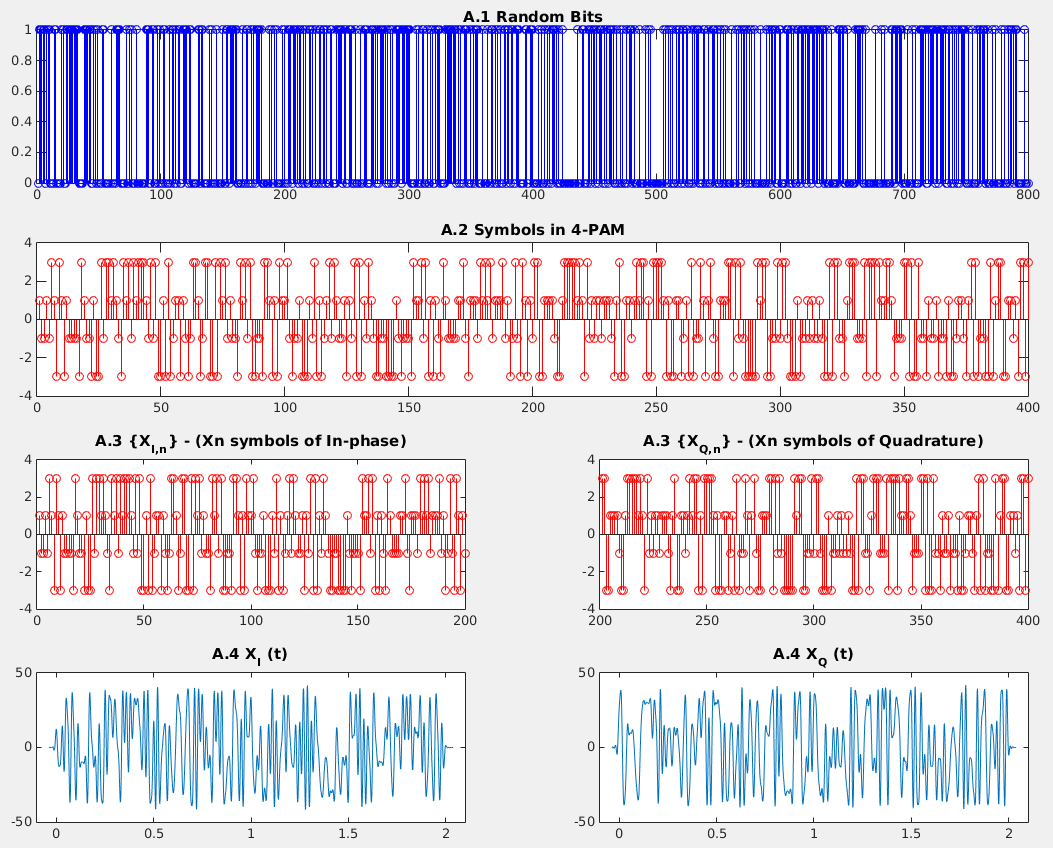 A.1 Random Bits
1
0.8
0.6
0.4
0.2
0
0 100 200 300 400 500 600 700 800
A.2 Symbols in 4-PAM
4
2
0
-2
-4
0 50 100 150 200 250 300 350 400
A.3 {X_I,n} - (Xn symbols of In-phase)
4
2
0
-2
-4
0 50 100 150 200
A.3 {X_Q,n} - (Xn symbols of Quadrature)
4
2
0
-2
-4
200 250 300 350 400
A.4 X_I (t)
50
0
-50
0 0.5 1 1.5 2
A.4 X_Q (t)
50
0
-50
0 0.5 1 1.5 2